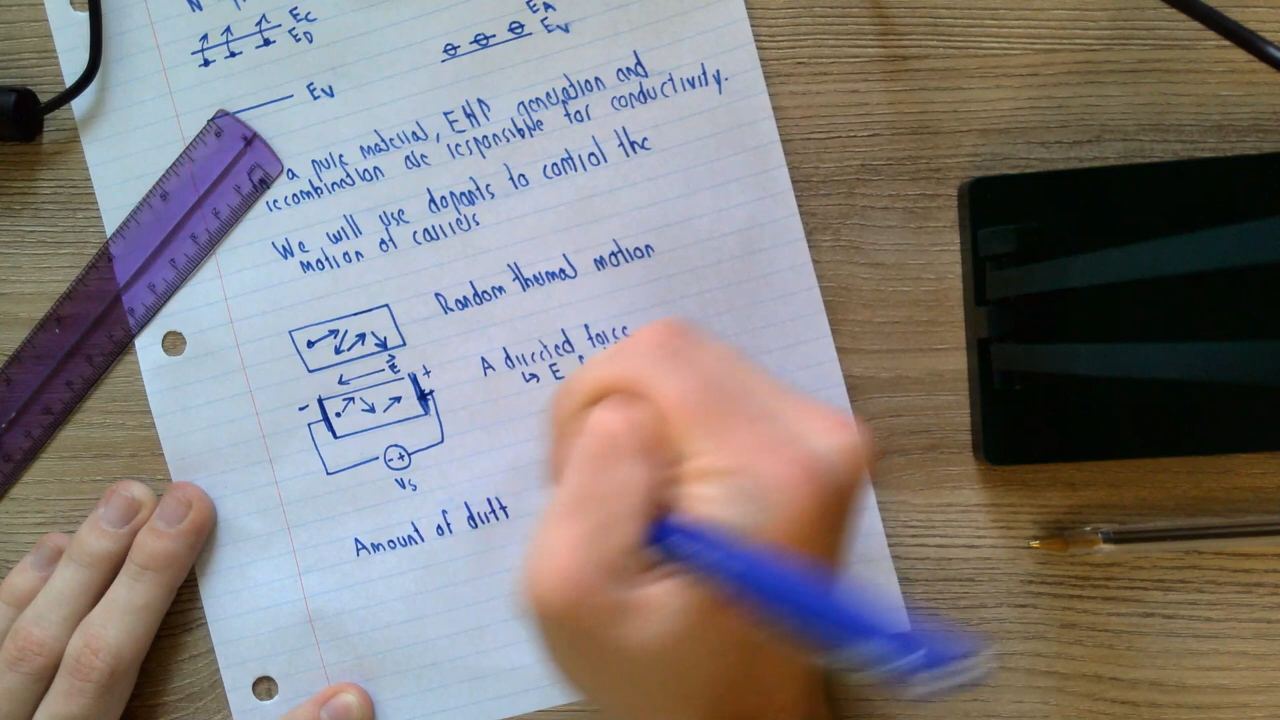 N
EC
ED
EA
EV
EV
a pure material, EHP generation and
recombination are responsible for conductivity.
We will use dopants to control the
motion of carriers
Random thermal motion
E
+
-
- +
Vs
A directed force
↳ E
Amount of drift